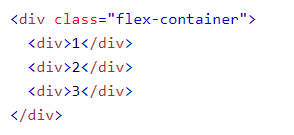 <div class="flex-container">
  <div>1</div>
  <div>2</div>
  <div>3</div>
</div>